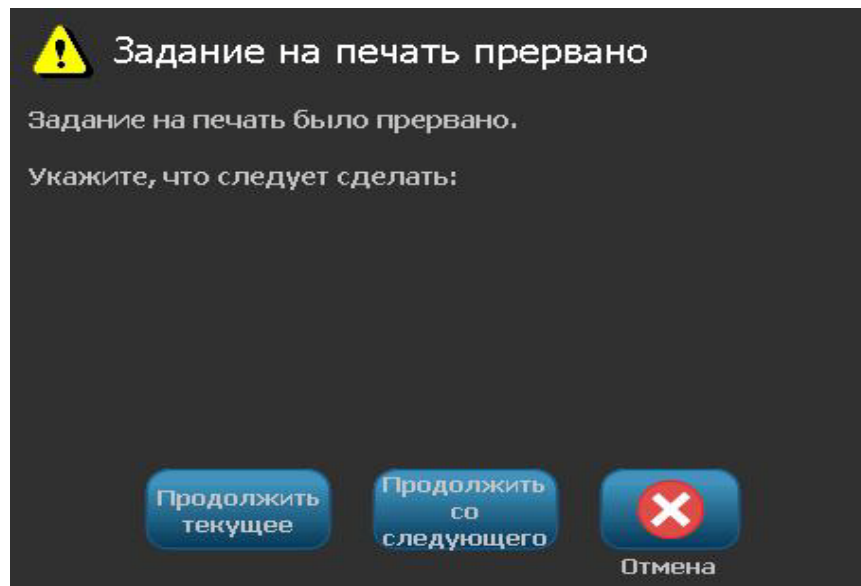 Задание на печать прервано
Задание на печать было прервано.
Укажите, что следует сделать:
Продолжить
текущее
Продолжить
со
следующего
Отмена